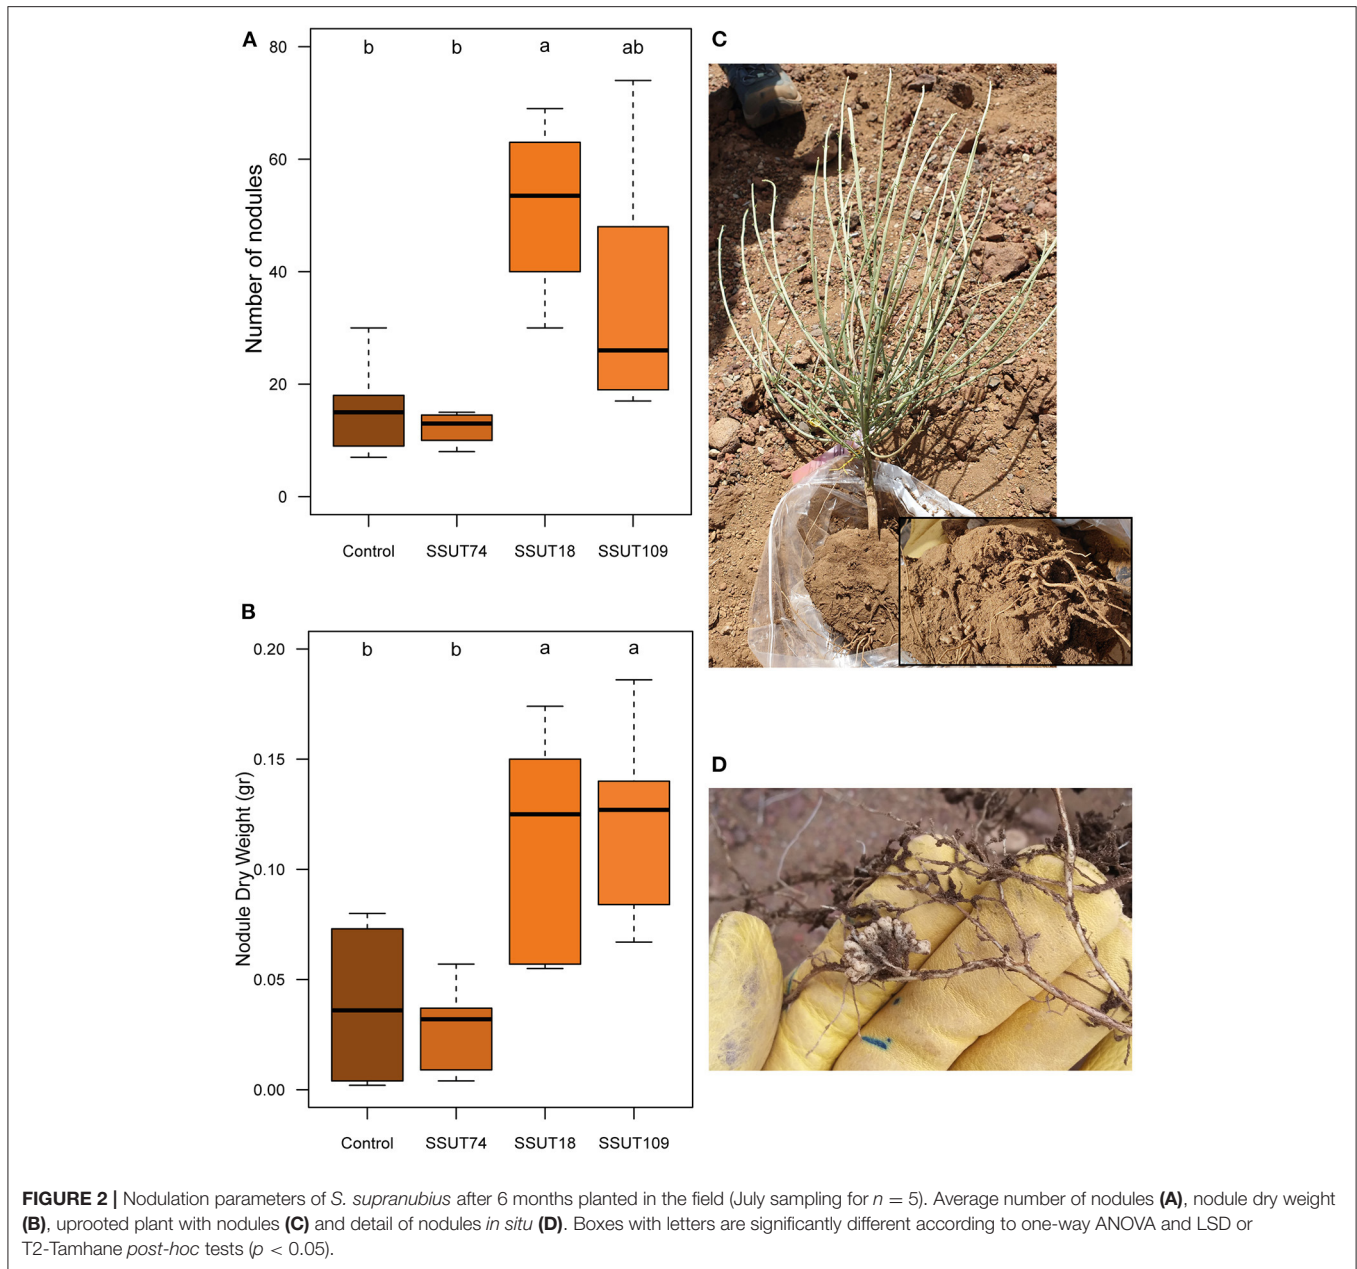 A
b b a ab
80
60
40
20
0
Number of nodules
Control SSUT74 SSUT18 SSUT109
B
b b a a
0.20
0.15
0.10
0.05
0.00
Nodule Dry Weight (gr)
Control SSUT74 SSUT18 SSUT109
C
D
FIGURE 2 | Nodulation parameters of S. supranubius after 6 months planted in the field (July sampling for n = 5). Average number of nodules (A), nodule dry weight
(B), uprooted plant with nodules (C) and detail of nodules in situ (D). Boxes with letters are significantly different according to one-way ANOVA and LSD or
T2-Tamhane post-hoc tests (p < 0.05).